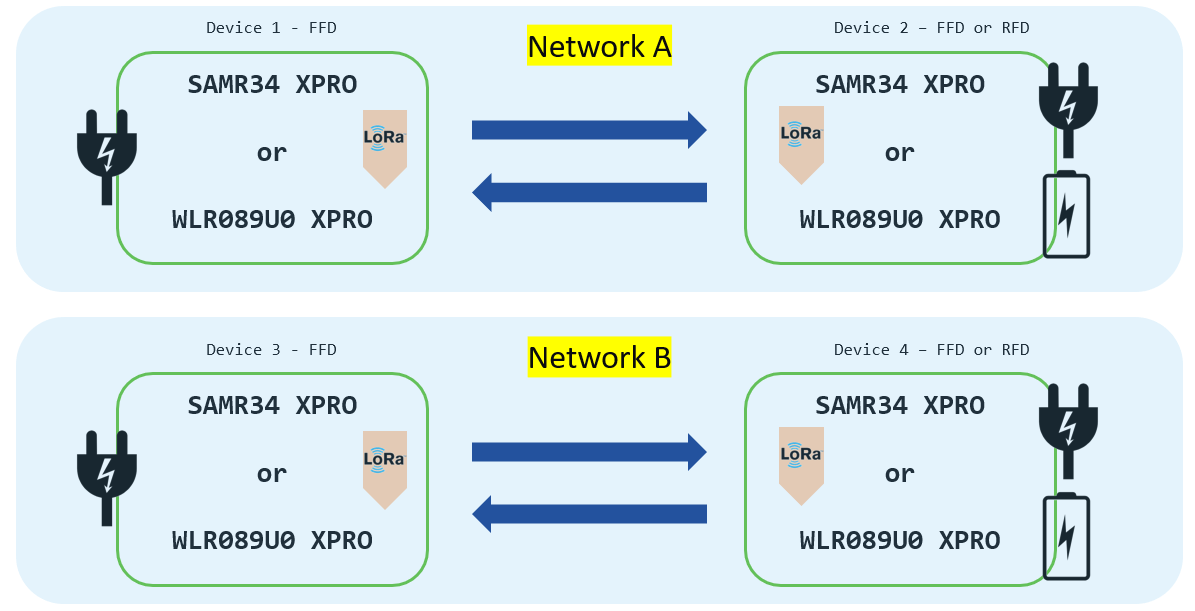 Device 1 - FFD
Network A
Device 2 – FFD or RFD
SAMR34 XPRO
or
WLR089U0 XPRO
LoRa
SAMR34 XPRO
or
WLR089U0 XPRO
LoRa
Device 3 - FFD
Network B
Device 4 – FFD or RFD
SAMR34 XPRO
or
WLR089U0 XPRO
LoRa
SAMR34 XPRO
or
WLR089U0 XPRO
LoRa